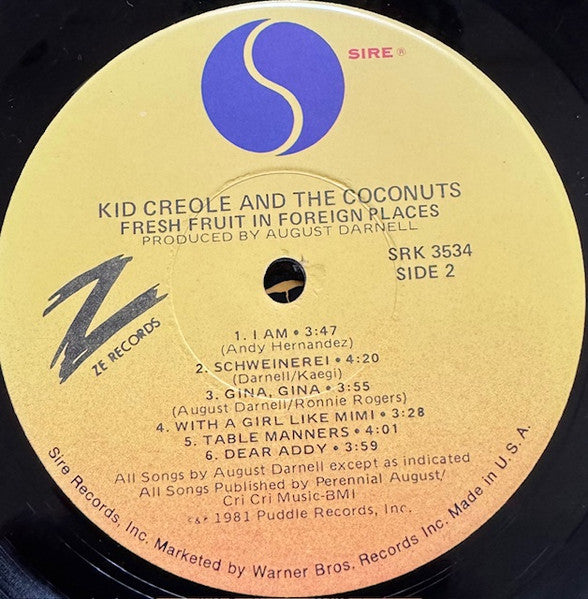 SIRE ®
KID CREOLE AND THE COCONUTS
FRESH FRUIT IN FOREIGN PLACES
PRODUCED BY AUGUST DARNELL
SRK 3534
SIDE 2
Z
ZE RECORDS
1. I AM • 3:47
(Andy Hernandez)
2. SCHWEINEREI • 4:20
(Darnell/Kaegi)
3. GINA, GINA • 3:55
(August Darnell/Ronnie Rogers)
4. WITH A GIRL LIKE MIMI • 3:28
5. TABLE MANNERS • 4:01
6. DEAR ADDY • 3:59
All Songs by August Darnell except as indicated
All Songs Published by Perennial August/
Cri Cri Music-BMI
©&℗ 1981 Puddle Records, Inc.
Sire Records, Inc. Marketed by Warner Bros. Records Inc. Made in U.S.A.